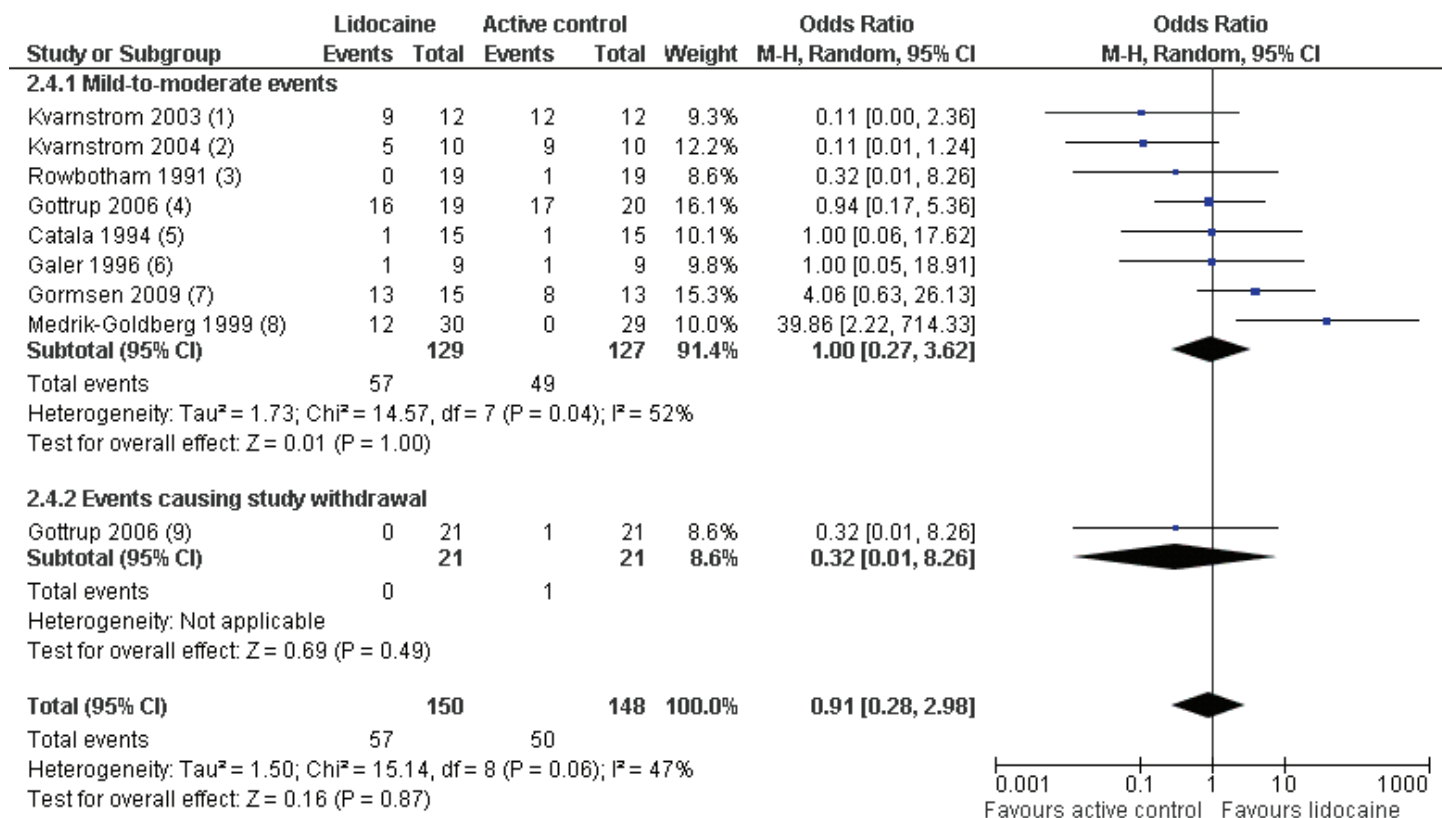 Lidocaine Active control Odds Ratio Odds Ratio
Study or Subgroup Events Total Events Total Weight M-H, Random, 95% CI M-H, Random, 95% CI
2.4.1 Mild-to-moderate events
Kvarnstrom 2003 (1) 9 12 12 12 9.3% 0.11 [0.00, 2.36]
Kvarnstrom 2004 (2) 5 10 9 10 12.2% 0.11 [0.01, 1.24]
Rowbotham 1991 (3) 0 19 1 19 8.6% 0.32 [0.01, 8.26]
Gottrup 2006 (4) 16 19 17 20 16.1% 0.94 [0.17, 5.36]
Catala 1994 (5) 1 15 1 15 10.1% 1.00 [0.06, 17.62]
Galer 1996 (6) 1 9 1 9 9.8% 1.00 [0.05, 18.91]
Gormsen 2009 (7) 13 15 8 13 15.3% 4.06 [0.63, 26.13]
Medrik-Goldberg 1999 (8) 12 30 0 29 10.0% 39.86 [2.22, 714.33]
Subtotal (95% CI) 129 127 91.4% 1.00 [0.27, 3.62]
Total events 57 49
Heterogeneity: Tau² = 1.73; Chi² = 14.57, df = 7 (P = 0.04); I² = 52%
Test for overall effect: Z = 0.01 (P = 1.00)
2.4.2 Events causing study withdrawal
Gottrup 2006 (9) 0 21 1 21 8.6% 0.32 [0.01, 8.26]
Subtotal (95% CI) 21 21 8.6% 0.32 [0.01, 8.26]
Total events 0 1
Heterogeneity: Not applicable
Test for overall effect: Z = 0.69 (P = 0.49)
Total (95% CI) 150 148 100.0% 0.91 [0.28, 2.98]
Total events 57 50
Heterogeneity: Tau² = 1.50; Chi² = 15.14, df = 8 (P = 0.06); I² = 47%
Test for overall effect: Z = 0.16 (P = 0.87)
0.001 0.1 1 10 1000
Favours active control Favours lidocaine